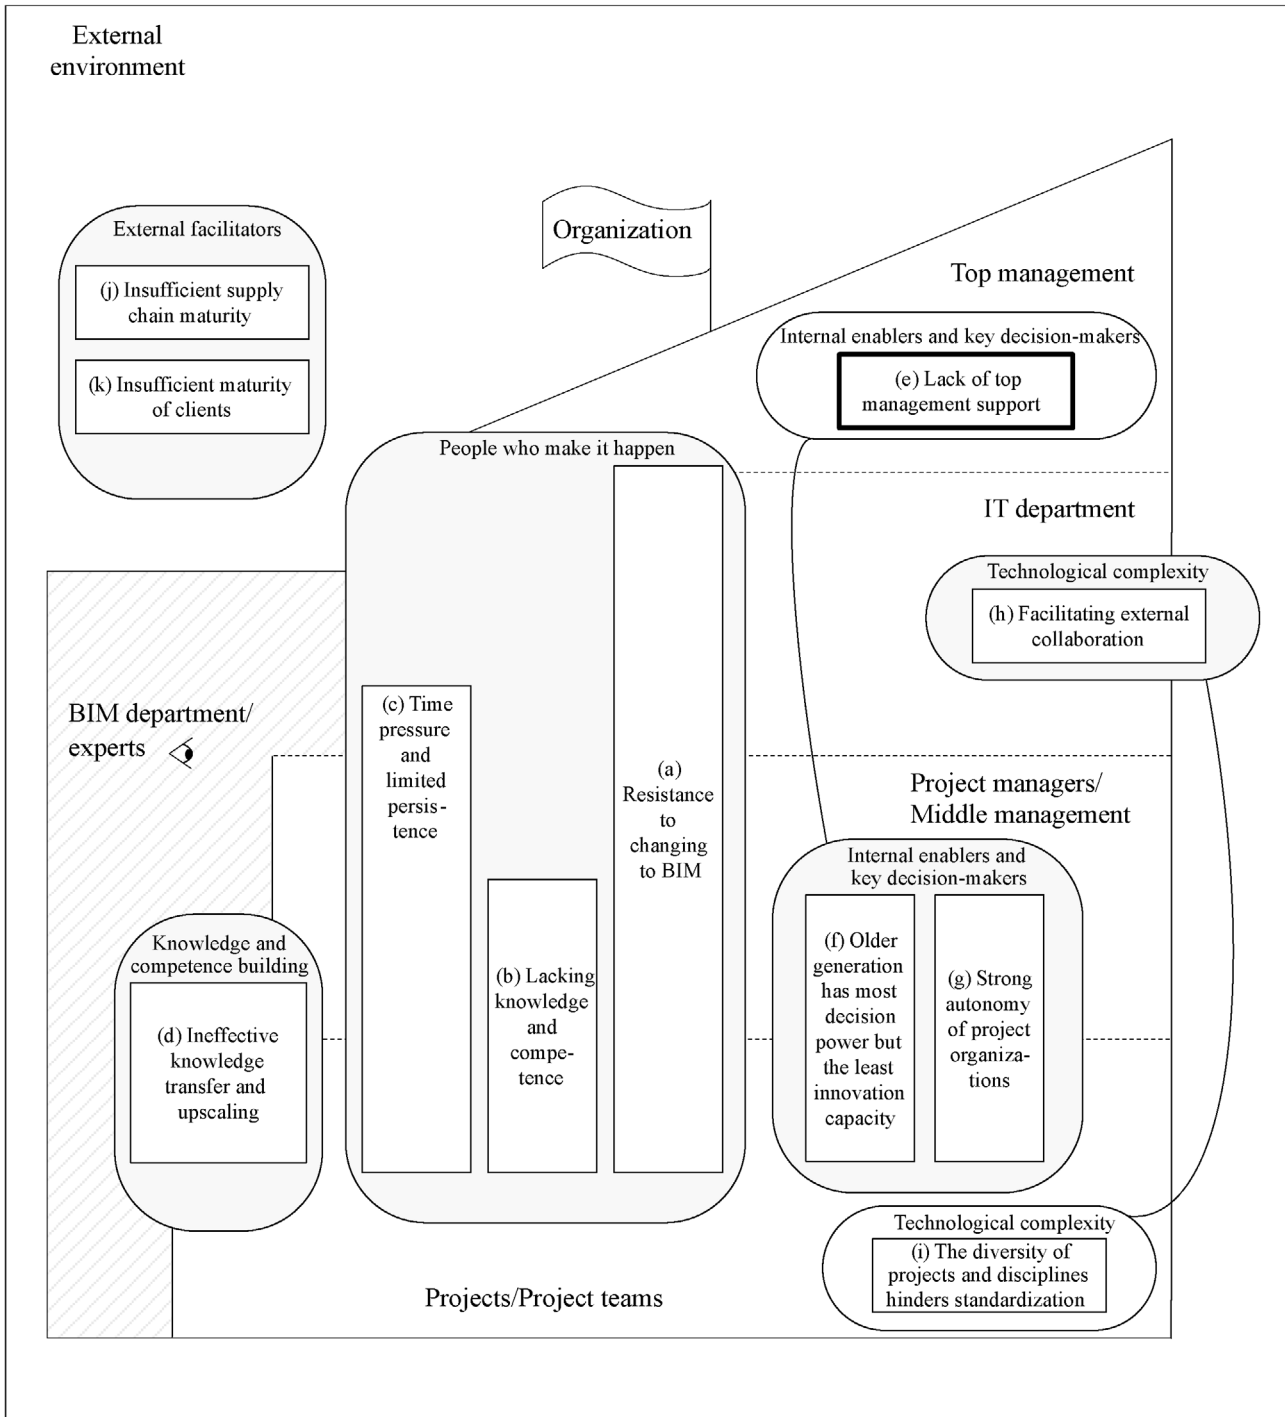 External
environment
Organization
External facilitators
(j) Insufficient supply
chain maturity
(k) Insufficient maturity
of clients
Top management
Internal enablers and key decision-makers
(e) Lack of top
management support
People who make it happen
(c) Time
pressure and
limited
persis-
tence
(b) Lacking
knowledge
and
compe-
tence
(a)
Resistance
to
changing
to BIM
IT department
Technological complexity
(h) Facilitating external
collaboration
BIM department/
experts
Project managers/
Middle management
Internal enablers and
key decision-makers
(f) Older
generation
has most
decision
power but
the least
innovation
capacity
(g) Strong
autonomy
of project
organiza-
tions
Knowledge and
competence building
(d) Ineffective
knowledge
transfer and
upscaling
Technological complexity
(i) The diversity of
projects and disciplines
hinders standardization
Projects/Project teams